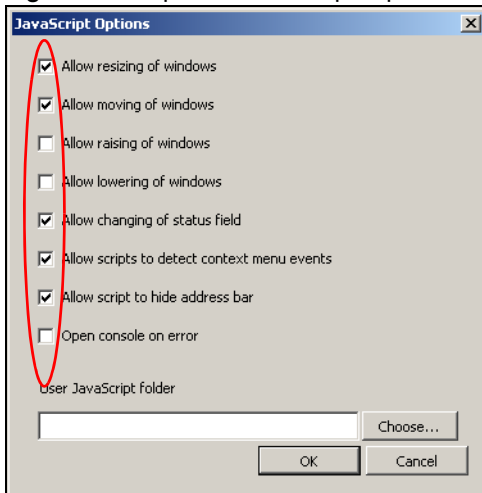 JavaScript Options
Allow resizing of windows
Allow moving of windows
Allow raising of windows
Allow lowering of windows
Allow changing of status field
Allow scripts to detect context menu events
Allow script to hide address bar
Open console on error
User JavaScript folder
Choose...
OK Cancel